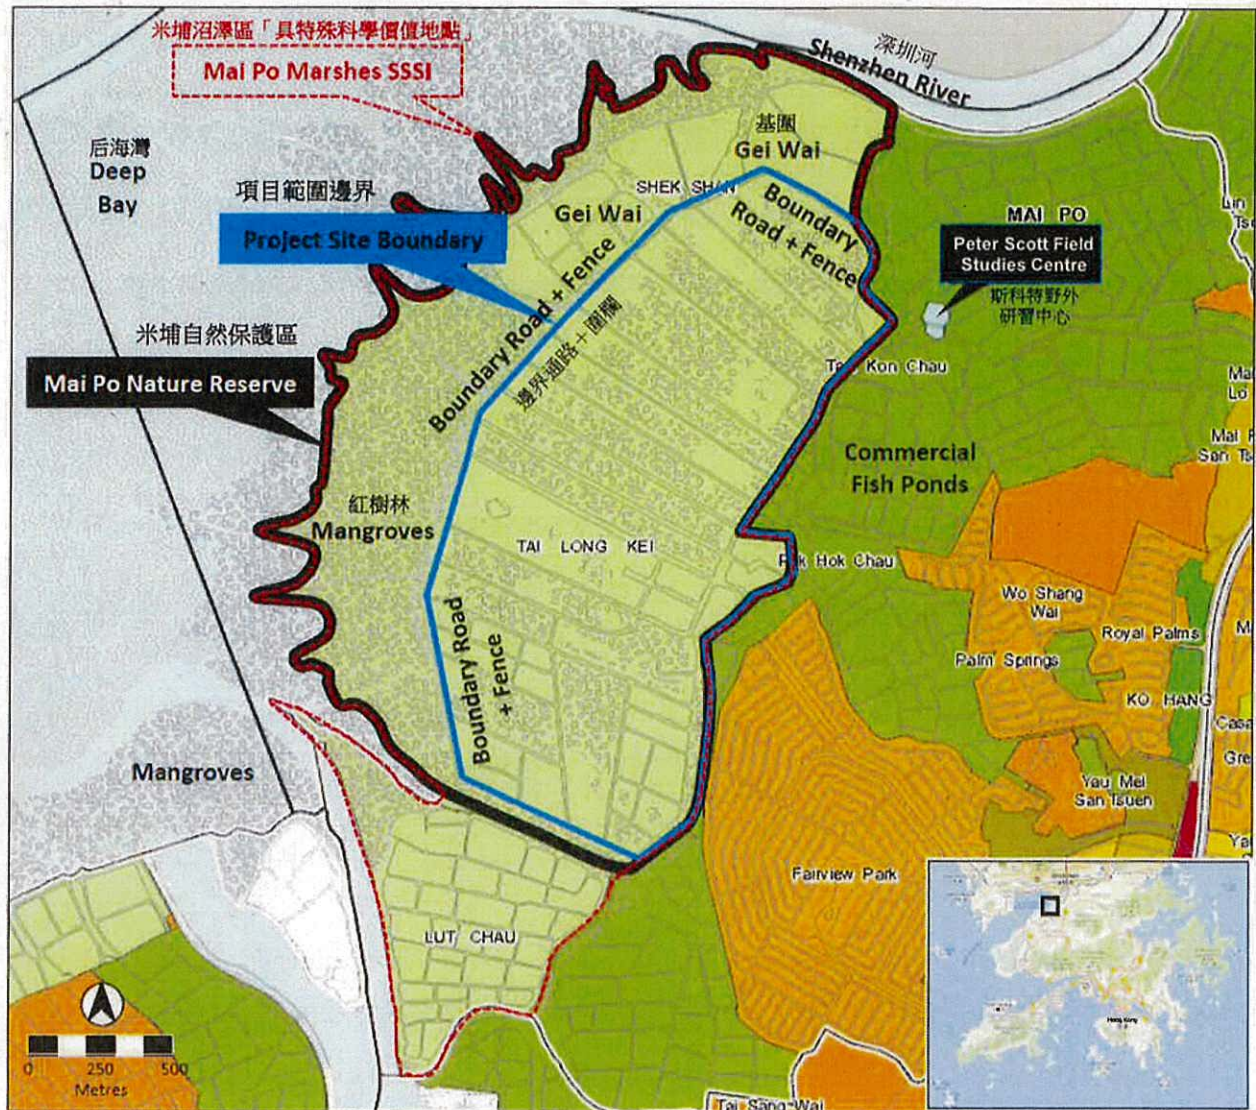 米埔沼澤區「具特殊科學價值地點」
Mai Po Marshes SSSI
深圳河
Shenzhen River
后海灣
Deep
Bay
基圍
Gei Wai
項目範圍邊界
Project Site Boundary
SHEK SHAN
Gei Wai
Boundary
Road + Fence
MAI PO
Peter Scott Field
Studies Centre
斯科特野外
研習中心
Boundary Road + Fence
邊界通路＋圍欄
米埔自然保護區
Mai Po Nature Reserve
Kon Chau
Commercial
Fish Ponds
紅樹林
Mangroves
TAI LONG KEI
Hok Chau
Wo Shang
Wai
Royal Palms
Palm Springs
KO HANG
Boundary Road
+ Fence
Mangroves
Yau Mei
San Tsuen
Fairview Park
LUT CHAU
0 250 500
Metres
Tai Sang Wai
Hong Kong